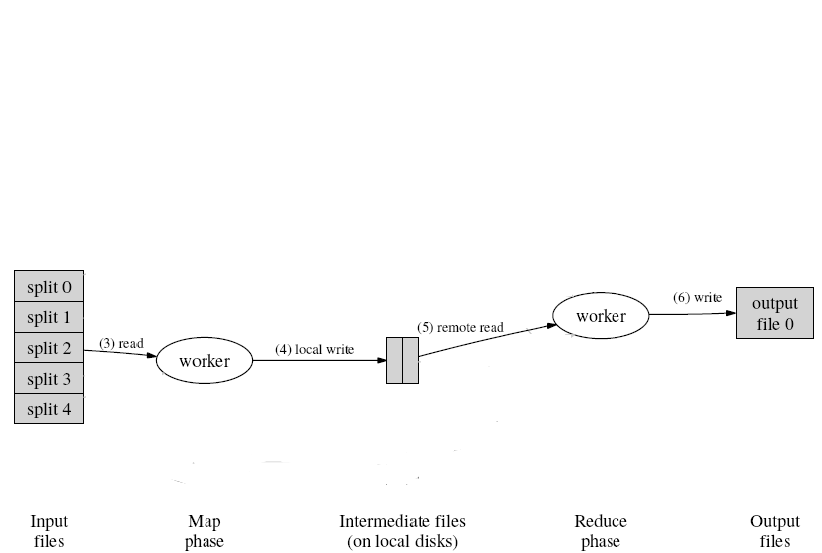 split 0
split 1
split 2
split 3
split 4
(3) read
worker
(4) local write
(5) remote read
worker
(6) write
output
file 0
Input
files
Map
phase
Intermediate files
(on local disks)
Reduce
phase
Output
files